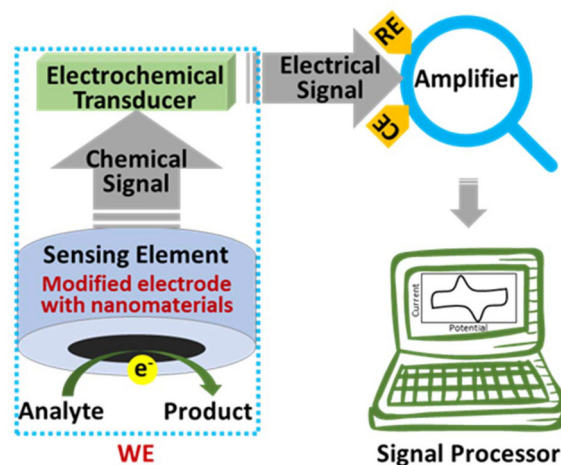 Electrochemical
Transducer
Electrical
Signal
RE
CE
Amplifier
Chemical
Signal
Sensing Element
Modified electrode
with nanomaterials
e-
Analyte
Product
WE
Current
Potential
Signal Processor